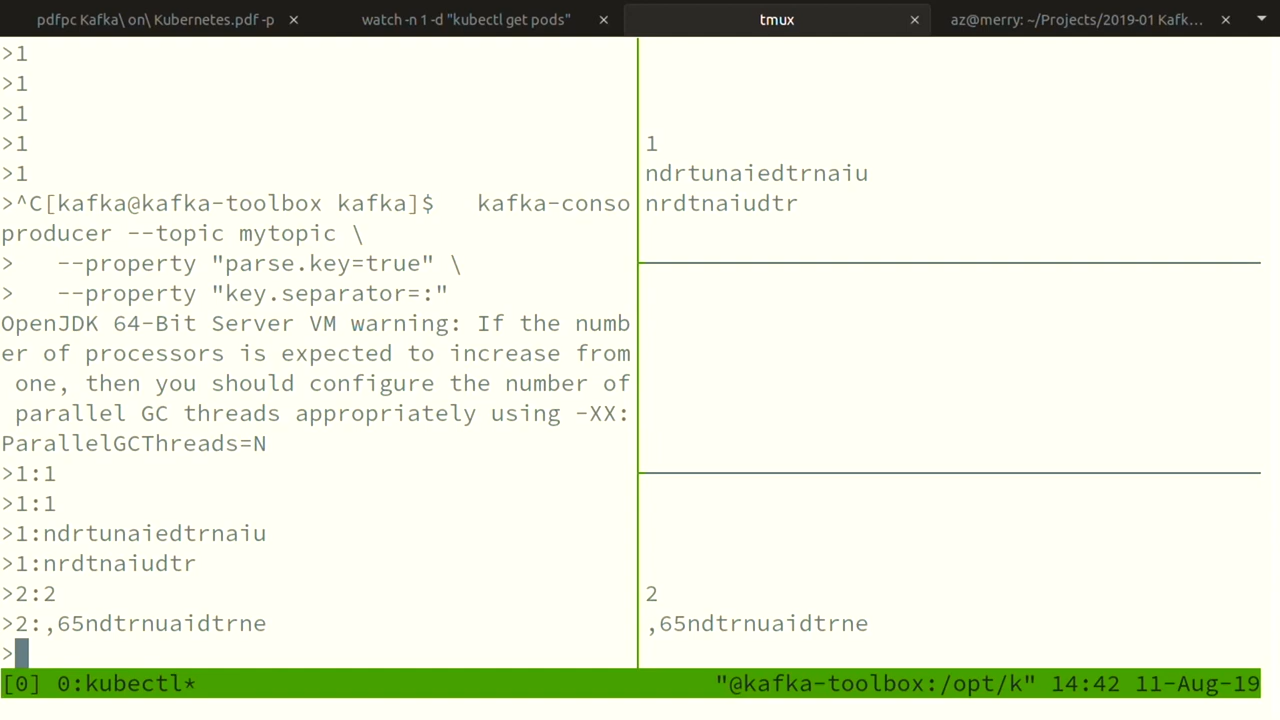 pdfpc Kafka\ on\ Kubernetes.pdf -p × watch -n 1 -d "kubectl get pods" × tmux × az@merry: ~/Projects/2019-01 Kafk... ×
>1
>1
>1
>1
>1
>^C[kafka@kafka-toolbox kafka]$   kafka-conso
producer --topic mytopic \
>   --property "parse.key=true" \
>   --property "key.separator=:"
OpenJDK 64-Bit Server VM warning: If the numb
er of processors is expected to increase from
 one, then you should configure the number of
 parallel GC threads appropriately using -XX:
ParallelGCThreads=N
>1:1
>1:1
>1:ndrtunaiedtrnaiu
>1:nrdtnaiudtr
>2:2
>2:,65ndtrnuaidtrne
>
1
ndrtunaiedtrnaiu
nrdtnaiudtr
2
,65ndtrnuaidtrne
[0] 0:kubectl* "@kafka-toolbox:/opt/k" 14:42 11-Aug-19